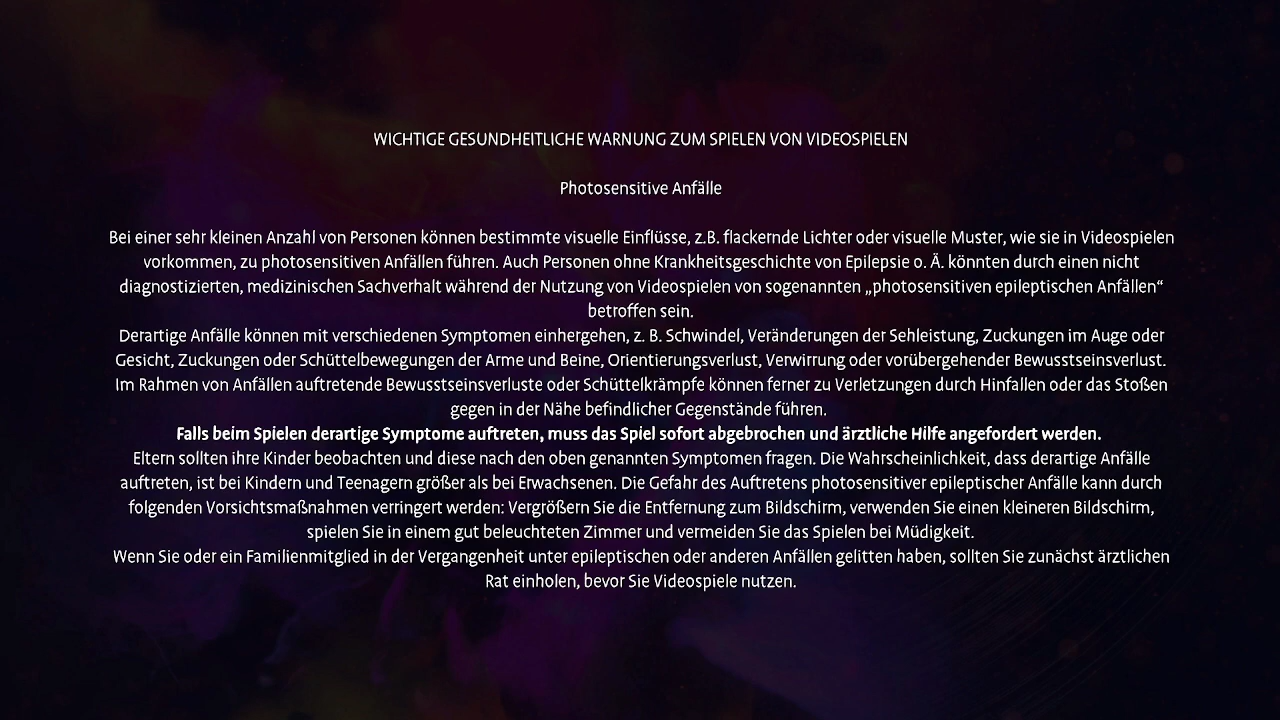 WICHTIGE GESUNDHEITLICHE WARNUNG ZUM SPIELEN VON VIDEOSPIELEN
Photosensitive Anfälle
Bei einer sehr kleinen Anzahl von Personen können bestimmte visuelle Einflüsse, z.B. flackernde Lichter oder visuelle Muster, wie sie in Videospielen
vorkommen, zu photosensitiven Anfällen führen. Auch Personen ohne Krankheitsgeschichte von Epilepsie o. Ä. könnten durch einen nicht
diagnostizierten, medizinischen Sachverhalt während der Nutzung von Videospielen von sogenannten „photosensitiven epileptischen Anfällen“
betroffen sein.
Derartige Anfälle können mit verschiedenen Symptomen einhergehen, z. B. Schwindel, Veränderungen der Sehleistung, Zuckungen im Auge oder
Gesicht, Zuckungen oder Schüttelbewegungen der Arme und Beine, Orientierungsverlust, Verwirrung oder vorübergehender Bewusstseinsverlust.
Im Rahmen von Anfällen auftretende Bewusstseinsverluste oder Schüttelkrämpfe können ferner zu Verletzungen durch Hinfallen oder das Stoßen
gegen in der Nähe befindlicher Gegenstände führen.
Falls beim Spielen derartige Symptome auftreten, muss das Spiel sofort abgebrochen und ärztliche Hilfe angefordert werden.
Eltern sollten ihre Kinder beobachten und diese nach den oben genannten Symptomen fragen. Die Wahrscheinlichkeit, dass derartige Anfälle
auftreten, ist bei Kindern und Teenagern größer als bei Erwachsenen. Die Gefahr des Auftretens photosensitiver epileptischer Anfälle kann durch
folgenden Vorsichtsmaßnahmen verringert werden: Vergrößern Sie die Entfernung zum Bildschirm, verwenden Sie einen kleineren Bildschirm,
spielen Sie in einem gut beleuchteten Zimmer und vermeiden Sie das Spielen bei Müdigkeit.
Wenn Sie oder ein Familienmitglied in der Vergangenheit unter epileptischen oder anderen Anfällen gelitten haben, sollten Sie zunächst ärztlichen
Rat einholen, bevor Sie Videospiele nutzen.